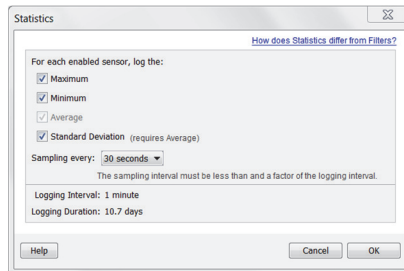 Statistics
How does Statistics differ from Filters?
For each enabled sensor, log the:
Maximum
Minimum
Average
Standard Deviation (requires Average)
Sampling every: 30 seconds
The sampling interval must be less than and a factor of the logging interval.
Logging Interval: 1 minute
Logging Duration: 10.7 days
Help Cancel OK